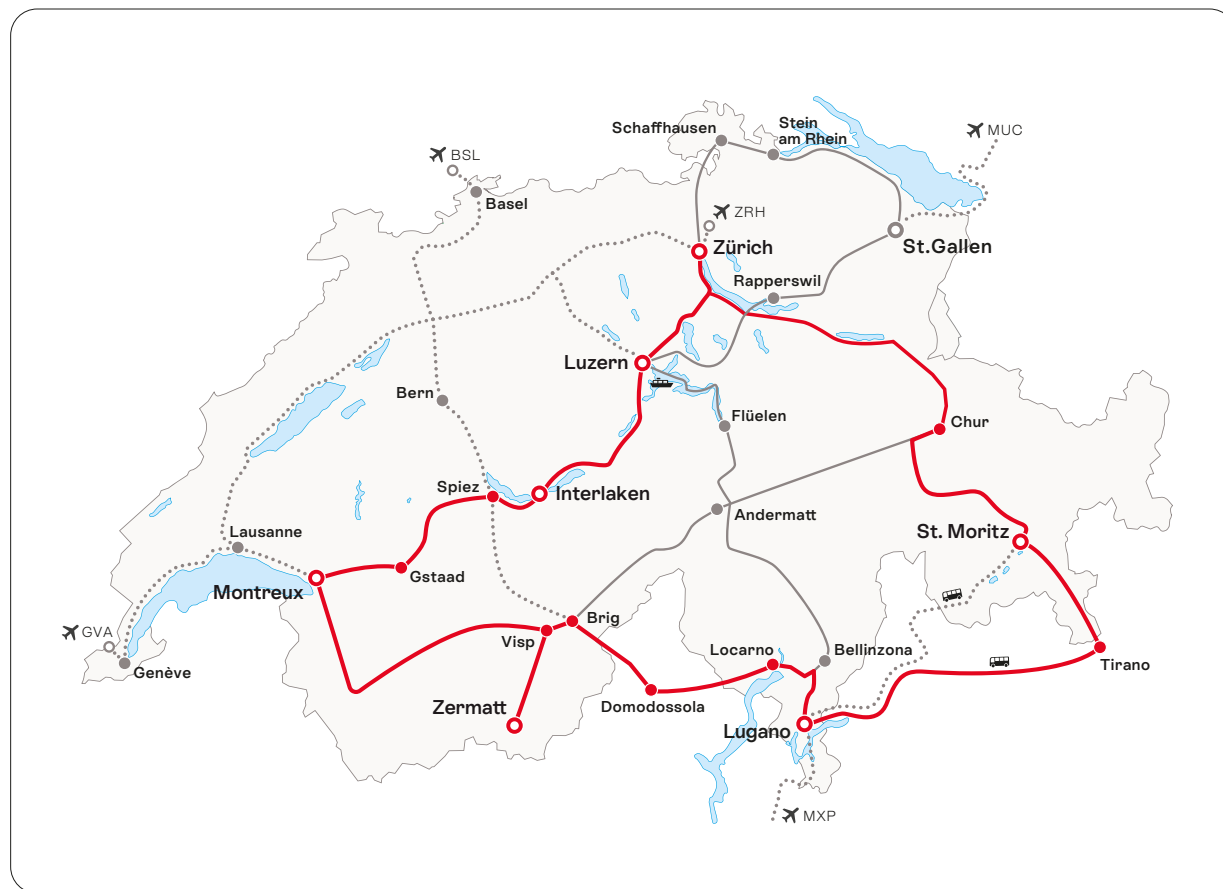 Schaffhausen
Stein
am Rhein
MUC
BSL
Basel
ZRH
Zürich
St.Gallen
Rapperswil
Luzern
Bern
Flüelen
Chur
Spiez
Interlaken
Andermatt
Lausanne
St. Moritz
Gstaad
Montreux
GVA
Genève
Brig
Visp
Locarno
Bellinzona
Tirano
Zermatt
Domodossola
Lugano
MXP